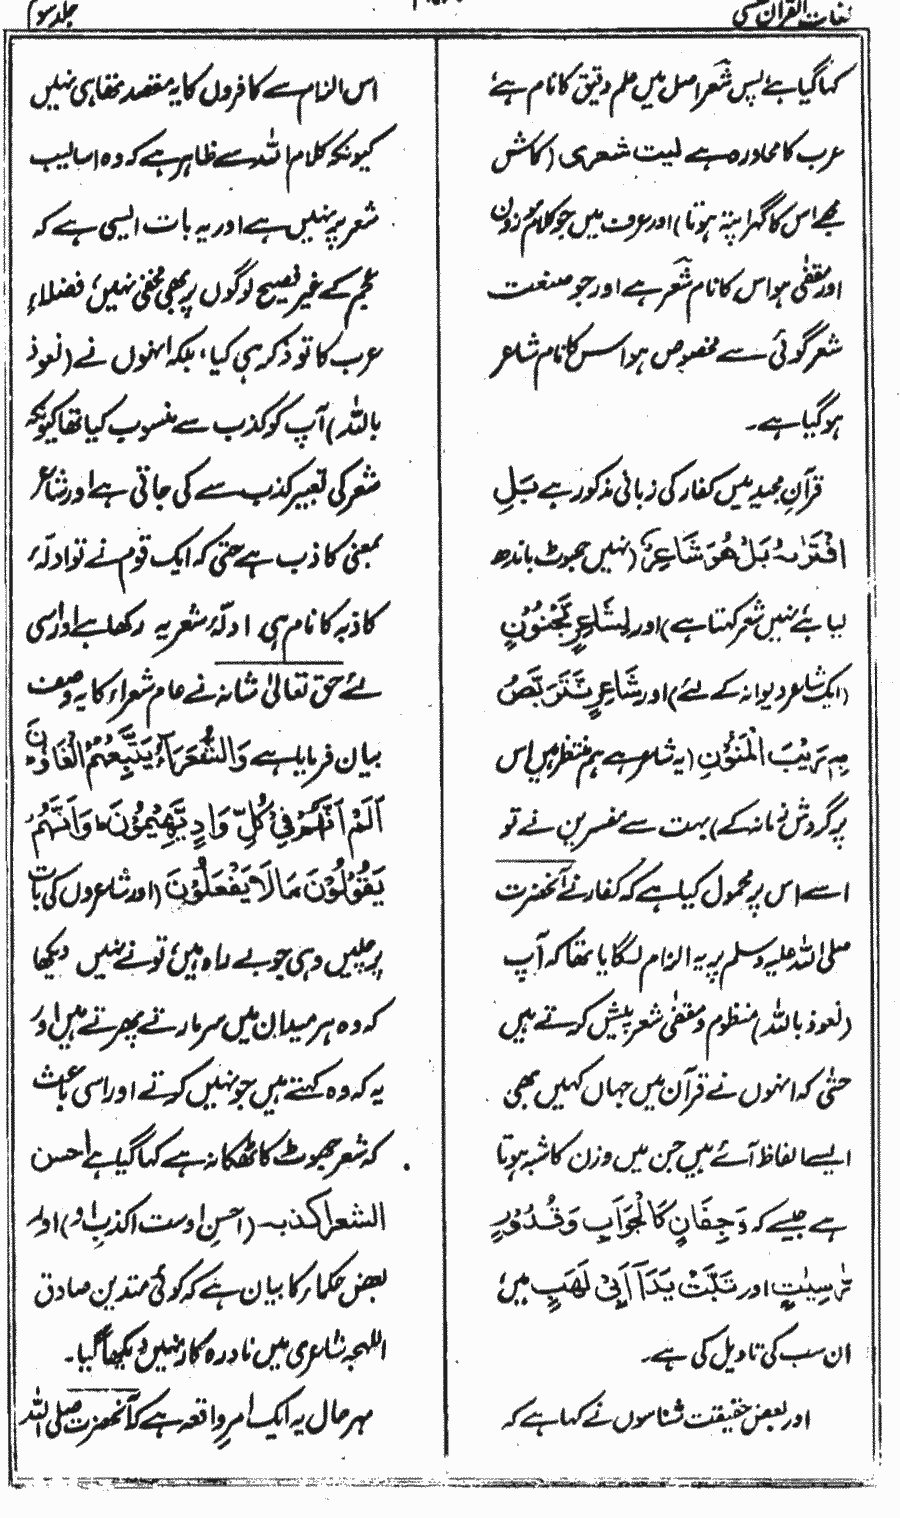 لغات القرآن
جلد سوم
کہا گیا ہے پس شعر اصل میں علم دقیق کا نام ہے
عرب کا محاورہ ہے لیت شعری (کاش
مجھے اس کا گہرا پتہ ہوتا) اور عرف میں جو کلام موزون
اور مقفٰی ہو اس کا نام شعر ہے اور جو صنعت
شعر گوئی سے مخصوص ہو اس کا نام شاعر
ہو گیا ہے۔
قرآنِ مجید میں کفار کی زبانی مذکور ہے بَلِ
افْتَرٰىهُ بَلْ هُوَ شَاعِرٌ (نہیں جھوٹ باندھ
لیا ہے نہیں شعر کہتا ہے) اور لِشَاعِرٍ مَّجْنُوْنٍ
(ایک شاعر دیوانہ کے لئے) اور شَاعِرٌ نَّتَرَبَّصُ
بِهٖ رَيْبَ الْمَنُوْنِ (یہ شاعر ہے ہم منتظر ہیں اس
پر گردش زمانہ کے) بہت سے مفسرین نے تو
اسے اس پر محمول کیا ہے کہ کفار نے آنحضرت
صلی اللہ علیہ وسلم پر یہ الزام لگایا تھا کہ آپ
(نعوذ باللہ) منظوم و مقفٰی شعر پیش کرتے ہیں
حتٰی کہ انہوں نے قرآن میں جہاں کہیں بھی
ایسے الفاظ آئے ہیں جن میں وزن کا شبہ ہوتا
ہے جیسے کہ وَجِفَانٍ كَالْجَوَابِ وَقُدُوْرٍ
رّٰسِيٰتٍ اور تَبَّتْ يَدَآ اَبِيْ لَهَبٍ میں
ان سب کی تاویل کی ہے۔
اور بعض حقیقت شناسوں نے کہا ہے کہ
اس الزام سے کافروں کا یہ مقصد تھا ہی نہیں
کیونکہ کلام اللہ سے ظاہر ہے کہ وہ اسالیب
شعر پر نہیں ہے اور یہ بات ایسی ہے کہ
عجم کے غیر فصیح لوگوں پر بھی مخفی نہیں، فضلاءِ
عرب کا تو ذکر ہی کیا، بلکہ انہوں نے (نعوذ
باللہ) آپ کو کذب سے منسوب کیا تھا کیونکہ
شعر کی تعبیر کذب سے کی جاتی ہے اور شاعر
بمعنی کاذب ہے حتٰی کہ ایک قوم نے تو ادلّہ
کاذبہ کا نام ہی ادلّہ شعریہ رکھا ہے اور اسی
لئے حق تعالیٰ شانہ نے عام شعراء کا یہ وصف
بیان فرمایا ہے وَالشُّعَرَآءُ يَتَّبِعُهُمُ الْغَاوٗنَ
اَلَمْ تَرَ اَنَّهُمْ فِيْ كُلِّ وَادٍ يَّهِيْمُوْنَ ۙ وَاَنَّهُمْ
يَقُوْلُوْنَ مَا لَا يَفْعَلُوْنَ (اور شاعروں کی بات
پر چلیں وہی جو بے راہ ہیں، تو نے نہیں دیکھا
کہ وہ ہر میدان میں سر مارتے پھرتے ہیں اور
یہ کہ وہ کہتے ہیں جو نہیں کرتے اور اسی باعث
کہ شعر جھوٹ کا ٹھکانہ ہے کہا گیا ہے احسن
الشعر اکذبہ۔ (احسنِ اوست اکذبِ او) اور
بعض حکماء کا بیان ہے کہ کوئی متدین صادق
اللہجہ شاعری میں نادرہ کار نہیں دیکھا گیا۔
بہر حال یہ ایک امر واقعہ ہے کہ آنحضرت صلی اللہ